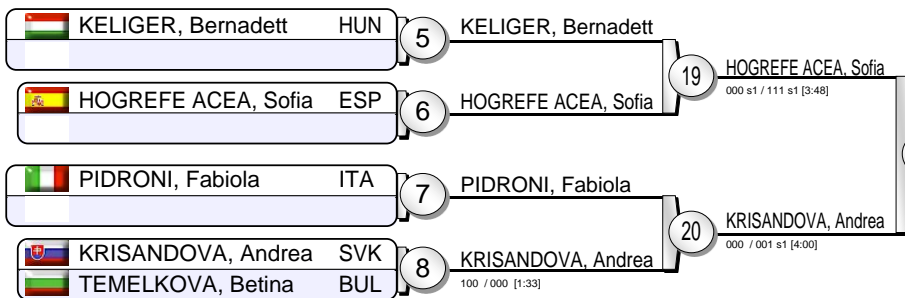 KELIGER, Bernadett HUN 5 KELIGER, Bernadett
19 HOGREFE ACEA, Sofia
000 s1 / 111 s1 [3:48]
HOGREFE ACEA, Sofia ESP 6 HOGREFE ACEA, Sofia
PIDRONI, Fabiola ITA 7 PIDRONI, Fabiola
20 KRISANDOVA, Andrea
000 / 001 s1 [4:00]
KRISANDOVA, Andrea SVK 8 KRISANDOVA, Andrea
TEMELKOVA, Betina BUL 100 / 000 [1:33]